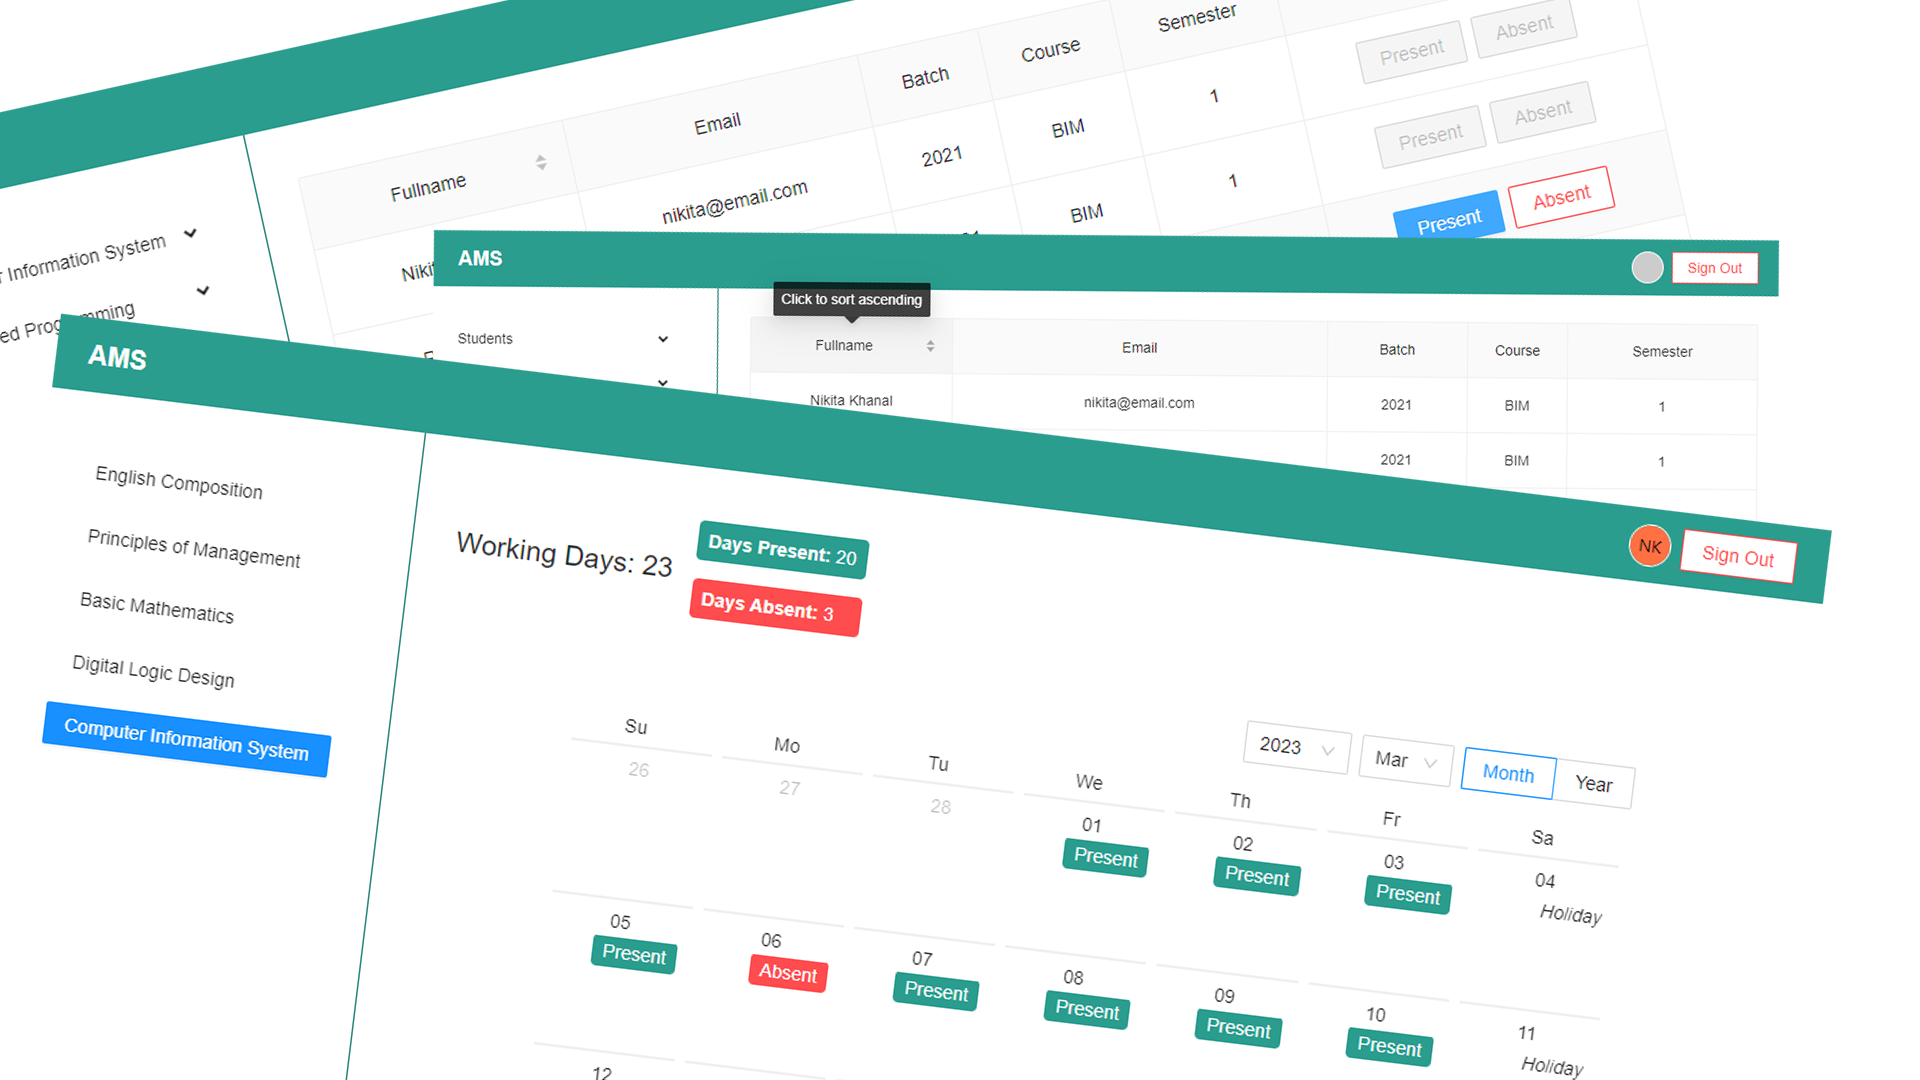 Fullname
Email
Batch
Course
Semester
nikita@email.com
2021
BIM
1
Present
Absent
BIM
1
Present
Absent
Present
Absent
Information System
AMS
Sign Out
Click to sort ascending
Students
Fullname
Email
Batch
Course
Semester
Nikita Khanal
nikita@email.com
2021
BIM
1
2021
BIM
1
AMS
NK
Sign Out
English Composition
Principles of Management
Basic Mathematics
Digital Logic Design
Computer Information System
Working Days: 23
Days Present: 20
Days Absent: 3
2023
Mar
Month
Year
Su Mo Tu We Th Fr Sa
26 27 28 01 02 03 04
Present Present Present Holiday
05 06 07 08 09 10 11
Present Absent Present Present Present Present Holiday
12